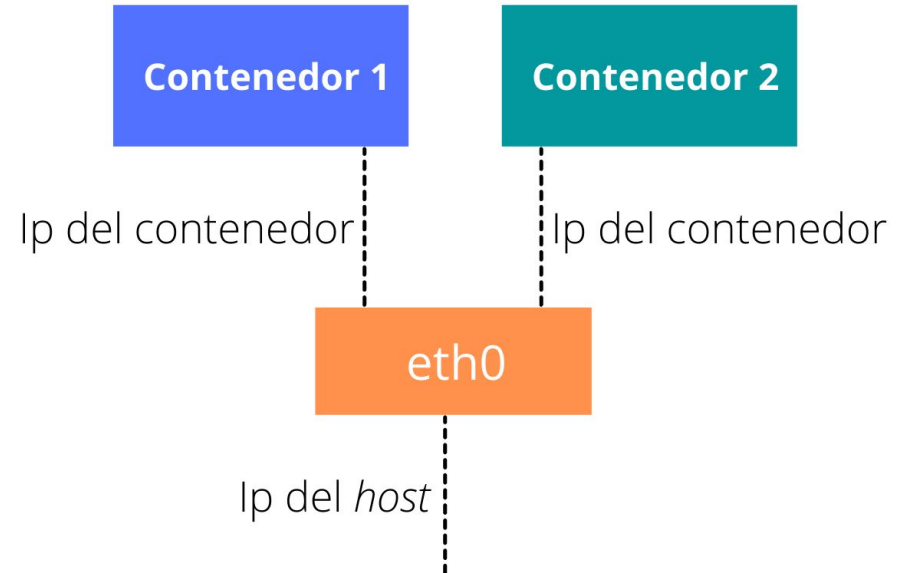 Contenedor 1
Contenedor 2
Ip del contenedor
Ip del contenedor
eth0
Ip del host